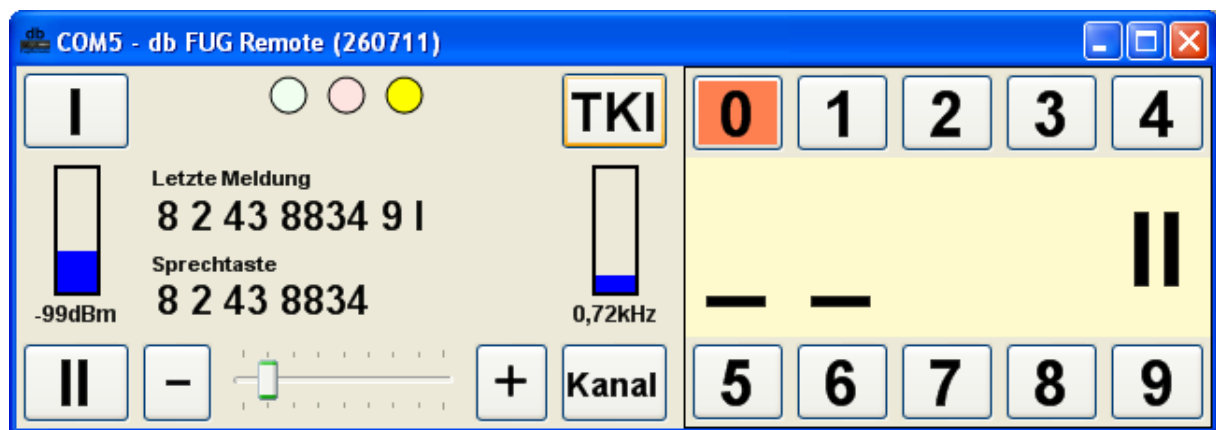 db
COM5 - db FUG Remote (260711)
I
TKI
0 1 2 3 4
Letzte Meldung
8 2 43 8834 9 I
Sprechtaste
8 2 43 8834
-99dBm
0,72kHz
_ _ II
II
-
+
Kanal
5 6 7 8 9